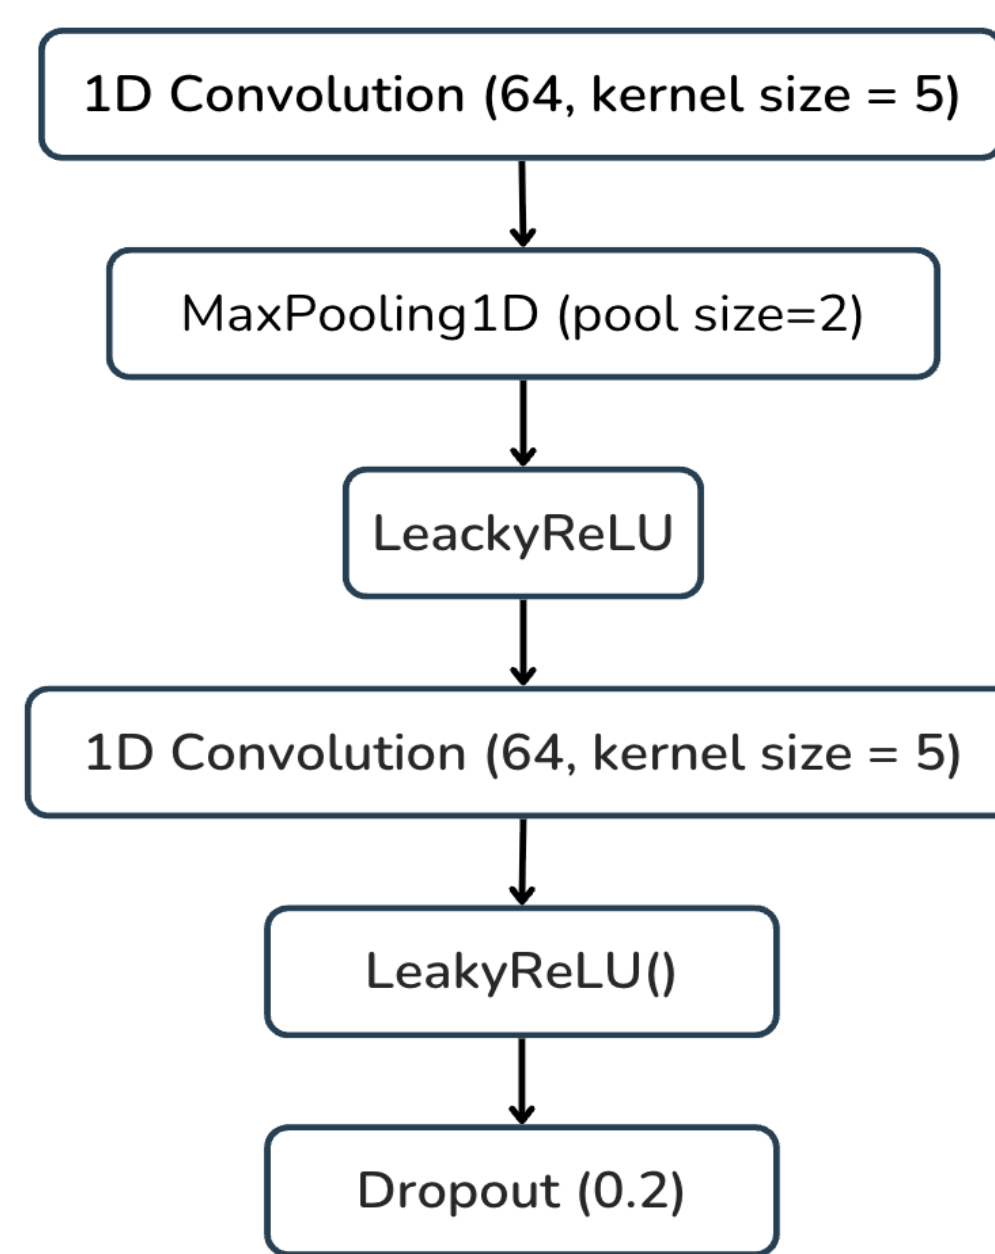 1D Convolution (64, kernel size = 5)
MaxPooling1D (pool size=2)
LeackyReLU
1D Convolution (64, kernel size = 5)
LeakyReLU()
Dropout (0.2)